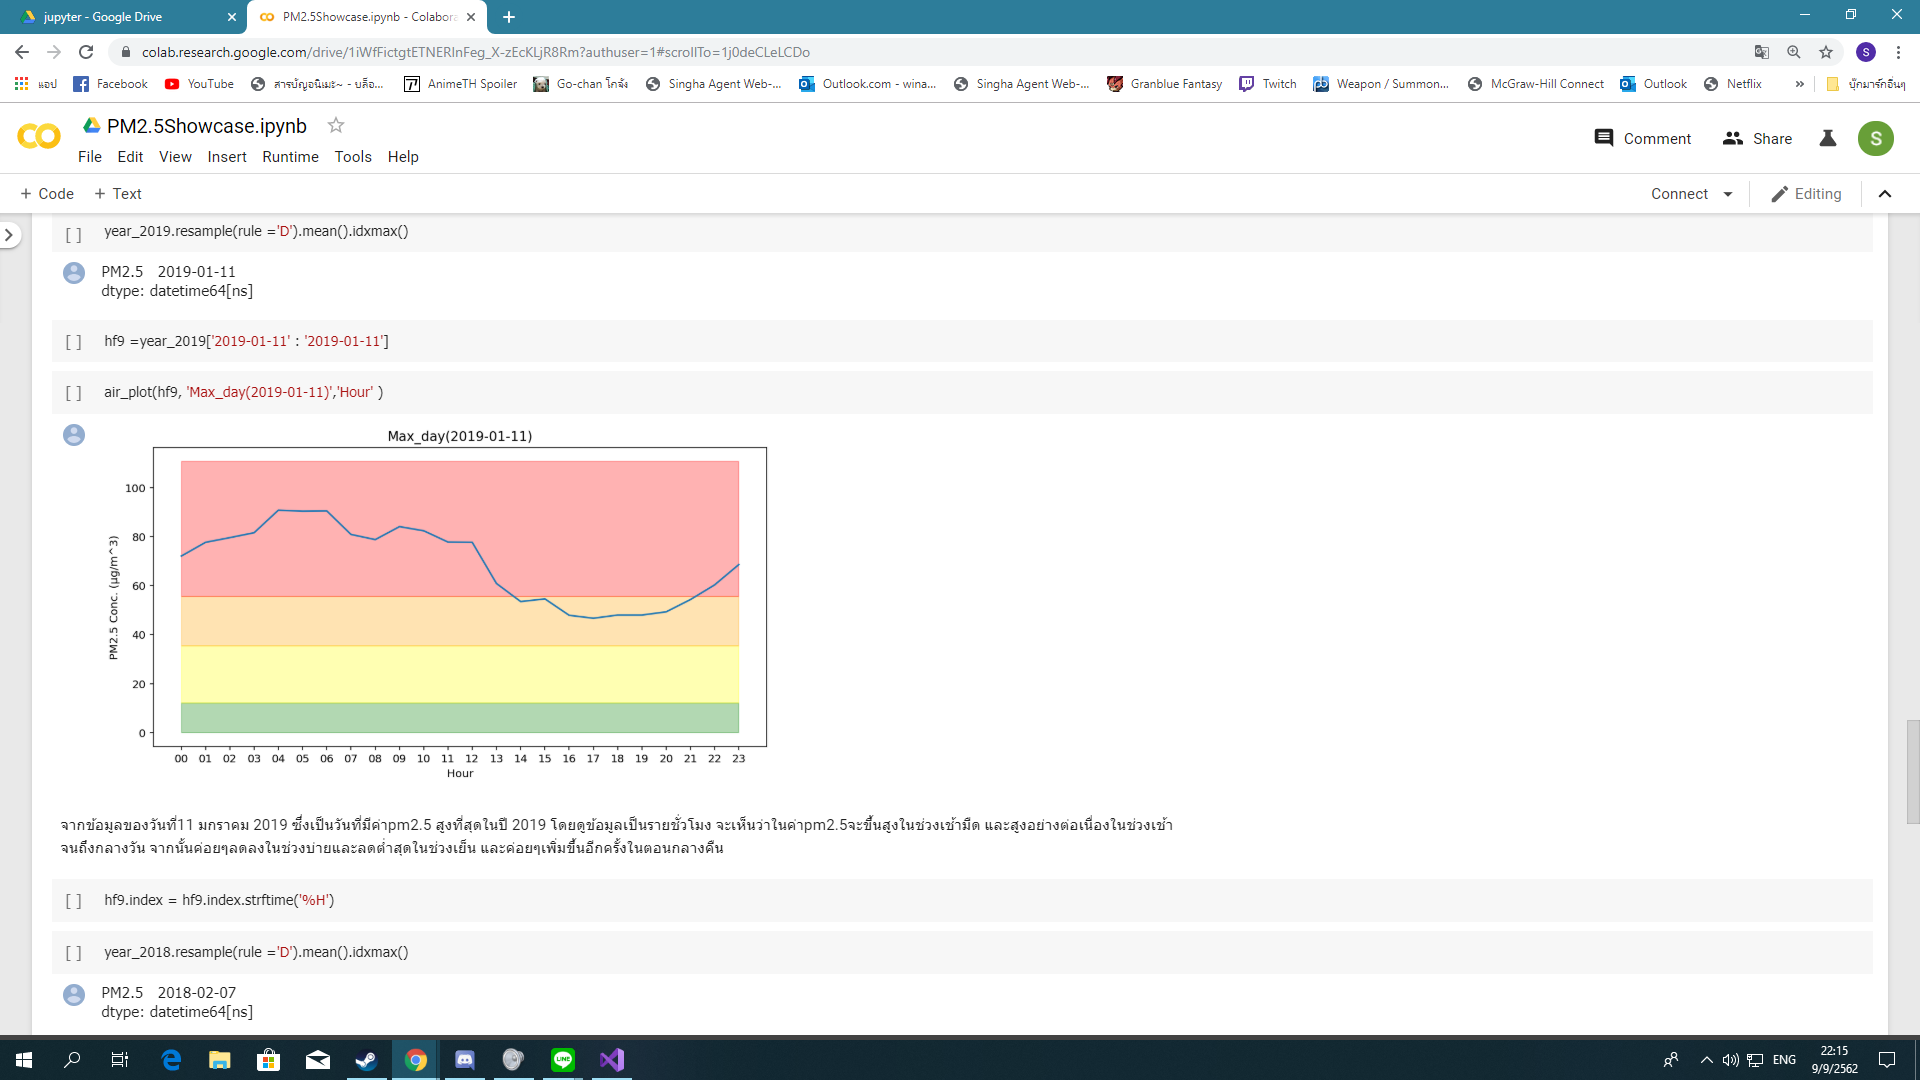 jupyter - Google Drive
PM2.5Showcase.ipynb - Colabora
colab.research.google.com/drive/1iWfFictgtETNERlnFeg_X-zEcKLjR8Rm?authuser=1#scrollTo=1j0deCLeLCDo
แอป Facebook YouTube สารบัญอนิเมะ~ - บล็อ... AnimeTH Spoiler Go-chan โกจัง Singha Agent Web-... Outlook.com - wina... Singha Agent Web-... Granblue Fantasy Twitch Weapon / Summon... McGraw-Hill Connect Outlook Netflix » บุ๊กมาร์กอื่นๆ
PM2.5Showcase.ipynb
File Edit View Insert Runtime Tools Help
Comment Share S
+ Code + Text Connect Editing
[ ] year_2019.resample(rule ='D').mean().idxmax()
PM2.5 2019-01-11
dtype: datetime64[ns]
[ ] hf9 =year_2019['2019-01-11' : '2019-01-11']
[ ] air_plot(hf9, 'Max_day(2019-01-11)','Hour' )
Max_day(2019-01-11)
PM2.5 Conc. (µg/m^3)
100
80
60
40
20
0
00 01 02 03 04 05 06 07 08 09 10 11 12 13 14 15 16 17 18 19 20 21 22 23
Hour
จากข้อมูลของวันที่11 มกราคม 2019 ซึ่งเป็นวันที่มีค่าpm2.5 สูงที่สุดในปี 2019 โดยดูข้อมูลเป็นรายชั่วโมง จะเห็นว่าในค่าpm2.5จะขึ้นสูงในช่วงเช้ามืด และสูงอย่างต่อเนื่องในช่วงเช้า
จนถึงกลางวัน จากนั้นค่อยๆลดลงในช่วงบ่ายและลดต่ำสุดในช่วงเย็น และค่อยๆเพิ่มขึ้นอีกครั้งในตอนกลางคืน
[ ] hf9.index = hf9.index.strftime('%H')
[ ] year_2018.resample(rule ='D').mean().idxmax()
PM2.5 2018-02-07
dtype: datetime64[ns]
ENG
22:15
9/9/2562